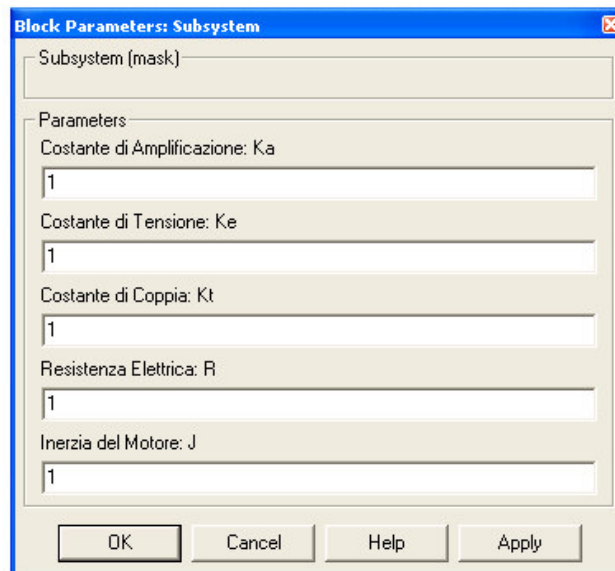 Block Parameters: Subsystem
Subsystem (mask)
Parameters
Costante di Amplificazione: Ka
1
Costante di Tensione: Ke
1
Costante di Coppia: Kt
1
Resistenza Elettrica: R
1
Inerzia del Motore: J
1
OK Cancel Help Apply